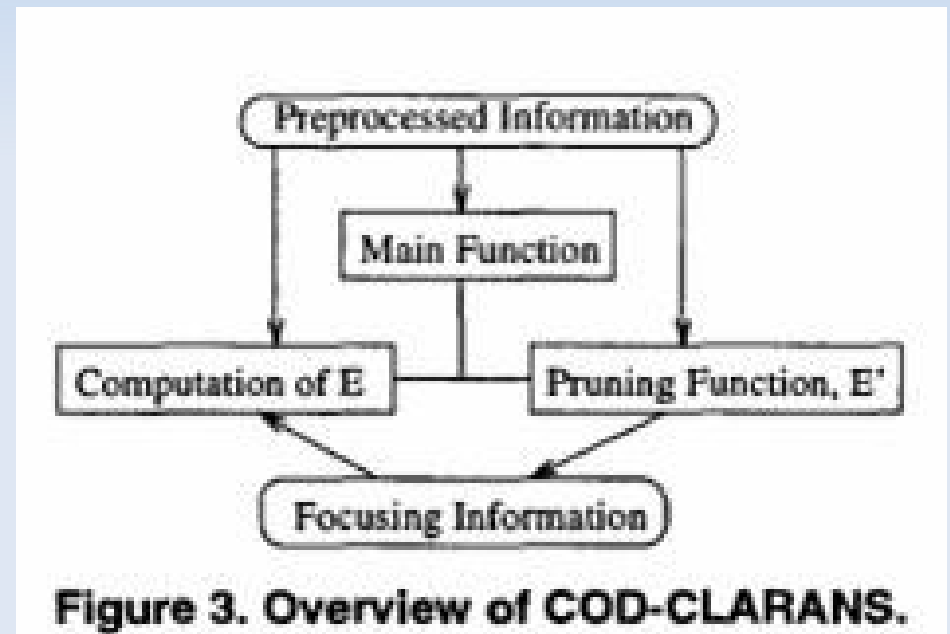 Preprocessed Information
Main Function
Computation of E
Pruning Function, E'
Focusing Information
Figure 3. Overview of COD-CLARANS.